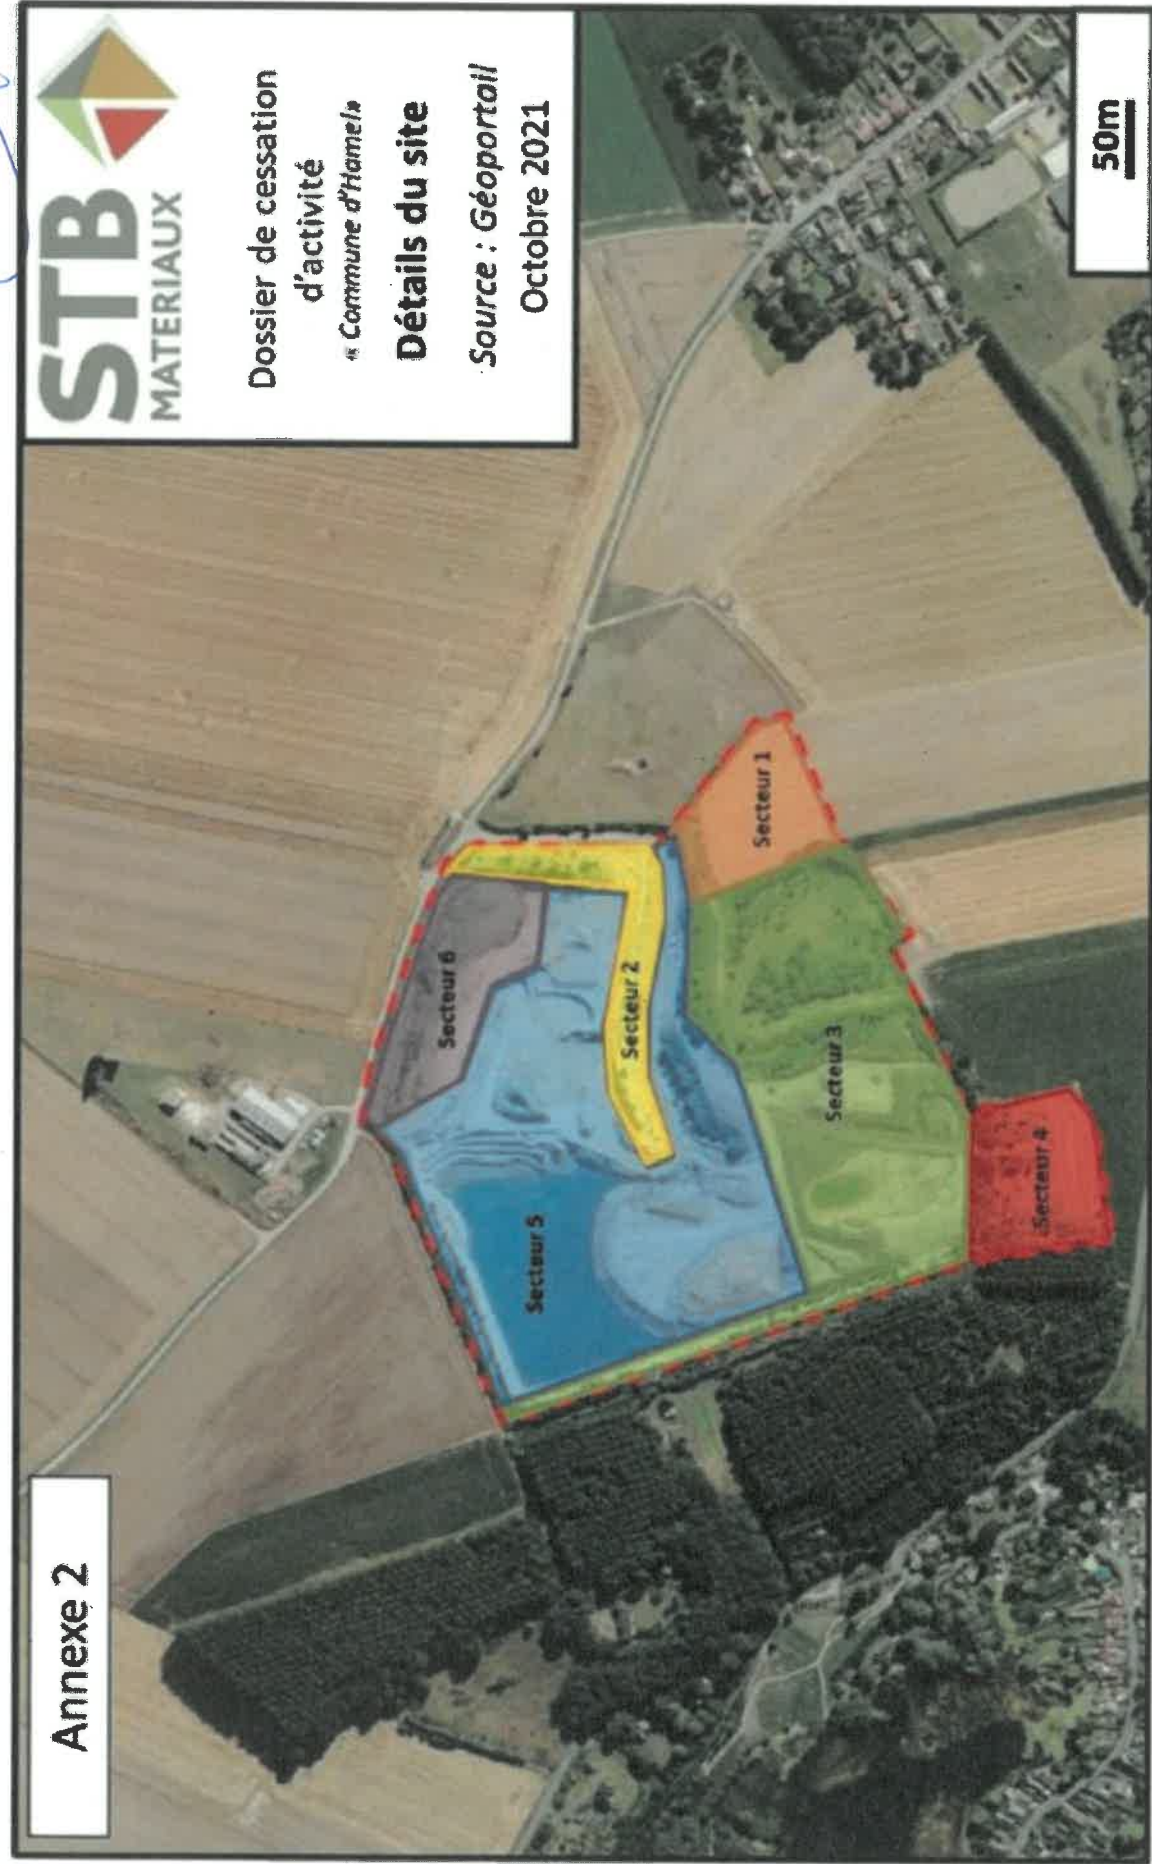 Annexe 2
STB
MATERIAUX
Dossier de cessation
d'activité
« Commune d'Hamel»
Détails du site
Source : Géoportail
Octobre 2021
Secteur 1
Secteur 2
Secteur 3
Secteur 4
Secteur 5
Secteur 6
50m